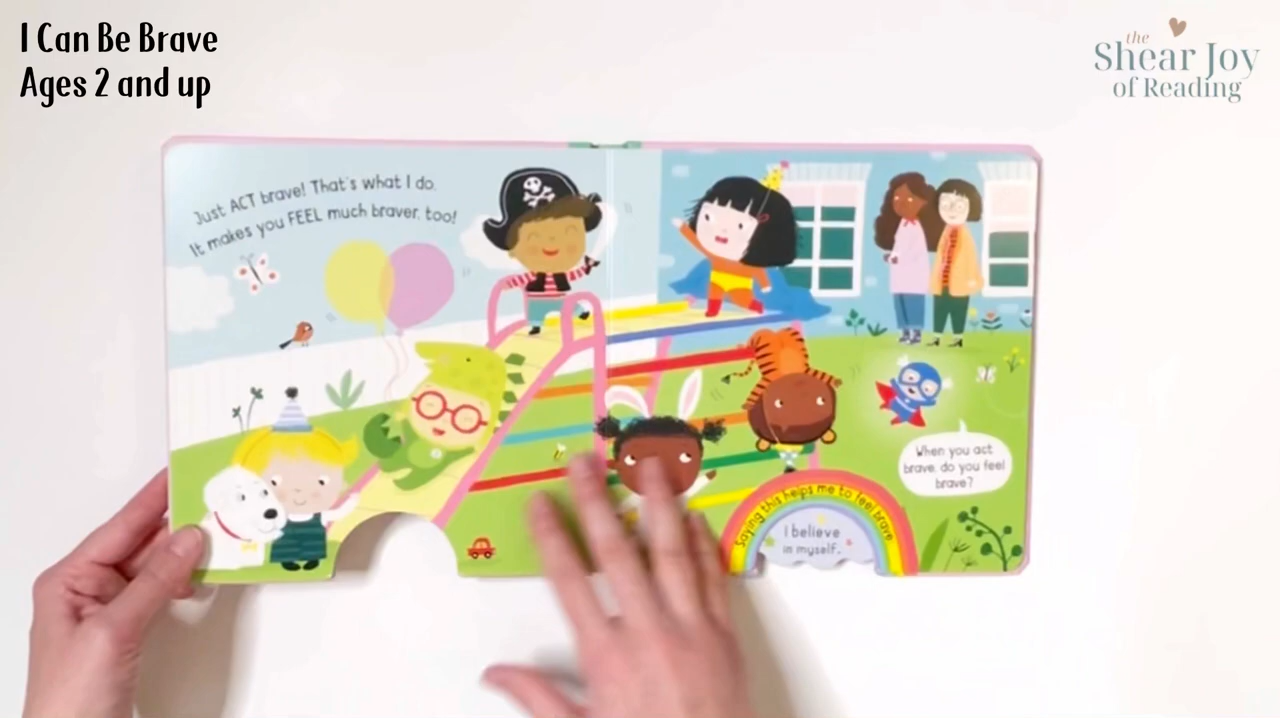 I Can Be Brave
Ages 2 and up
the
Shear Joy
of Reading
Just ACT brave! That's what I do.
It makes you FEEL much braver, too!
When you act
brave, do you feel
brave?
Saying this helps me to feel brave
I believe
in myself.